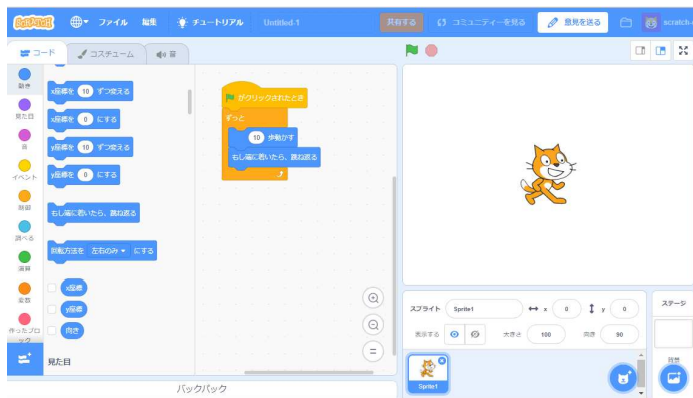 SCRATCH ファイル 編集 チュートリアル Untitled-1 共有する コミュニティーを見る 意見を送る scratch-
コード コスチューム 音
動き
見た目
音
イベント
制御
調べる
演算
変数
作ったブロック
x座標を 10 ずつ変える
x座標を 0 にする
y座標を 10 ずつ変える
y座標を 0 にする
もし端に着いたら、跳ね返る
回転方法を 左右のみ にする
x座標
y座標
向き
見た目
がクリックされたとき
ずっと
10 歩動かす
もし端に着いたら、跳ね返る
バックパック
スプライト Sprite1 x 0 y 0
表示する 大きさ 100 向き 90
Sprite1
ステージ
背景